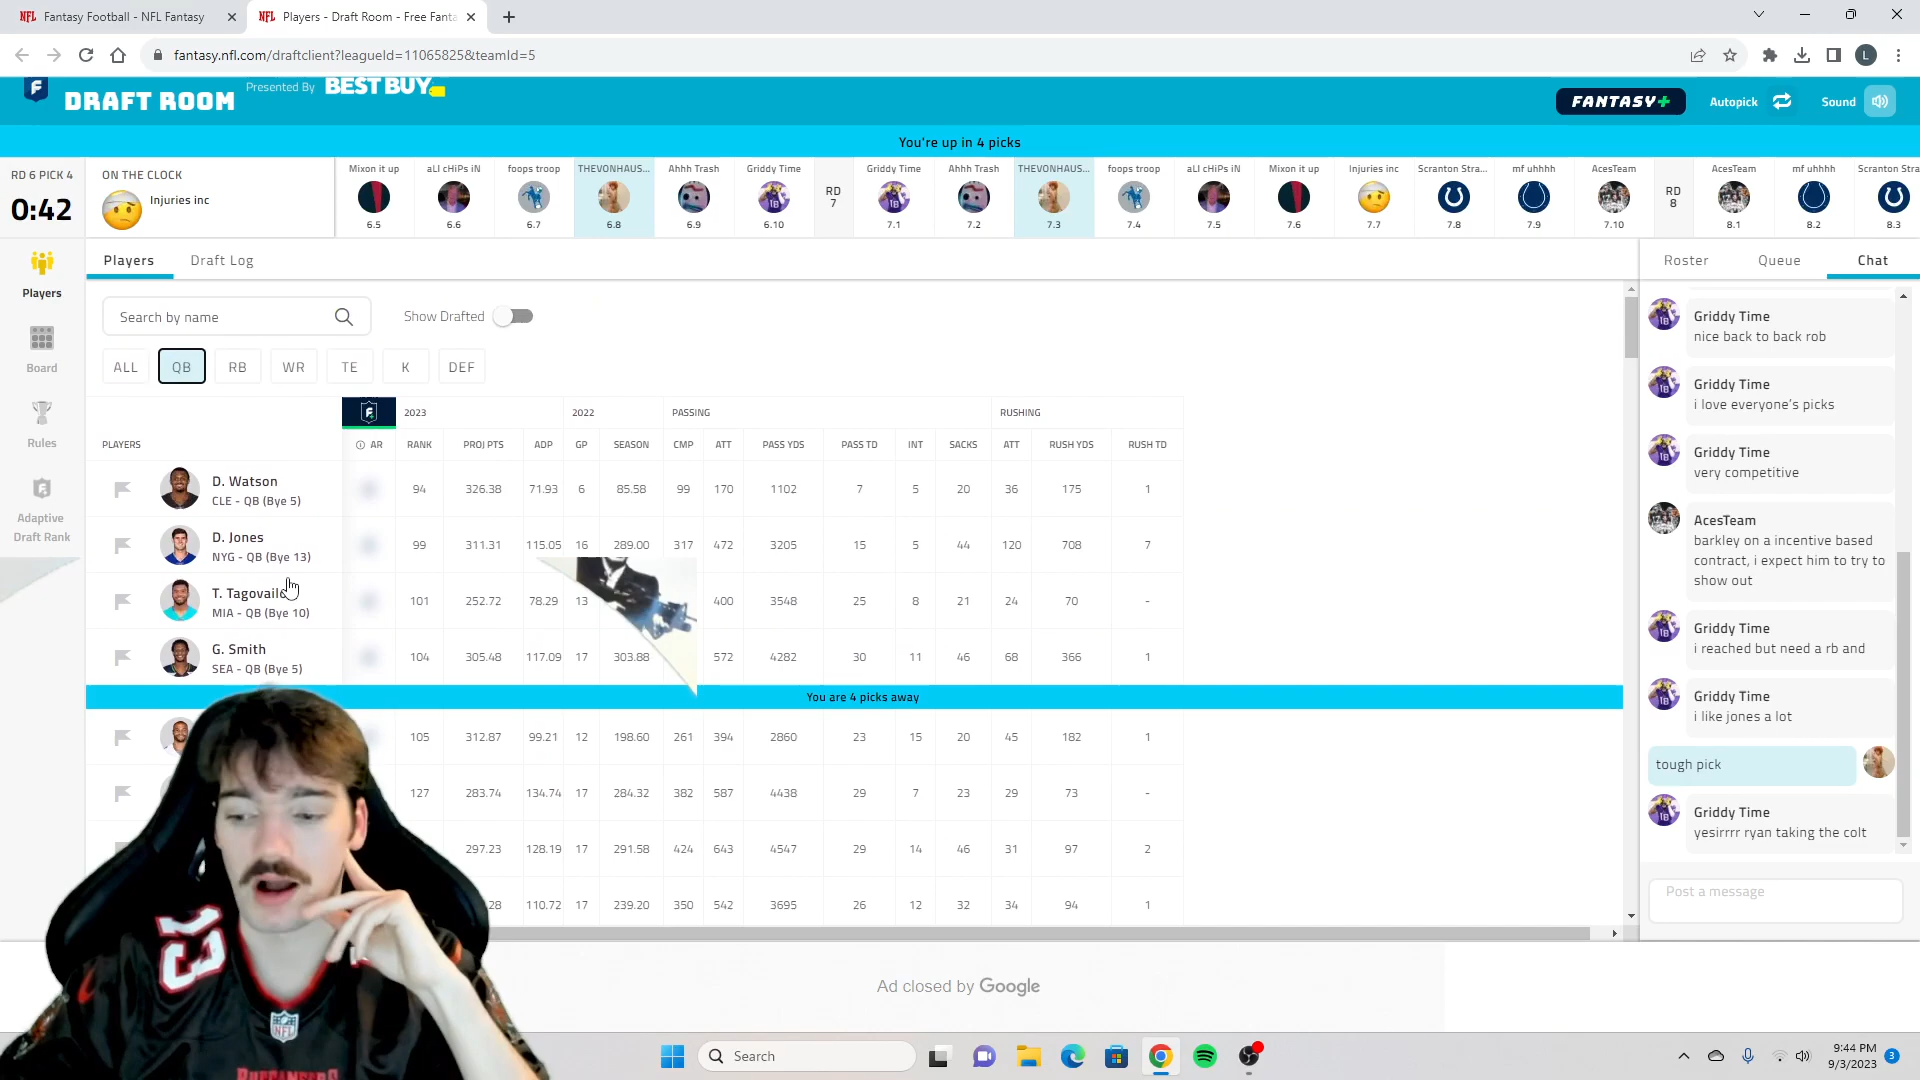 Fantasy Football - NFL Fantasy
Players - Draft Room - Free Fanta
fantasy.nfl.com/draftclient?leagueId=11065825&teamId=5
L
DRAFT ROOM
Presented By BEST BUY
FANTASY+
Autopick
Sound
You're up in 4 picks
RD 6 PICK 4
0:42
ON THE CLOCK
Injuries inc
Mixon it up
6.5
aLl cHiPs iN
6.6
foops troop
6.7
THEVONHAUS...
6.8
Ahhh Trash
6.9
Griddy Time
6.10
RD
7
Griddy Time
7.1
Ahhh Trash
7.2
THEVONHAUS...
7.3
foops troop
7.4
aLl cHiPs iN
7.5
Mixon it up
7.6
Injuries inc
7.7
Scranton Stra...
7.8
mf uhhhh
7.9
AcesTeam
7.10
RD
8
AcesTeam
8.1
mf uhhhh
8.2
Scranton Stra
8.3
Players
Board
Rules
Adaptive
Draft Rank
Players
Draft Log
Search by name
Show Drafted
ALL QB RB WR TE K DEF
2023 2022 PASSING RUSHING
PLAYERS AR RANK PROJ PTS ADP GP SEASON CMP ATT PASS YDS PASS TD INT SACKS ATT RUSH YDS RUSH TD
D. Watson
CLE - QB (Bye 5)
94 326.38 71.93 6 85.58 99 170 1102 7 5 20 36 175 1
D. Jones
NYG - QB (Bye 13)
99 311.31 115.05 16 289.00 317 472 3205 15 5 44 120 708 7
T. Tagovailo
MIA - QB (Bye 10)
101 252.72 78.29 13 400 3548 25 8 21 24 70 -
G. Smith
SEA - QB (Bye 5)
104 305.48 117.09 17 303.88 572 4282 30 11 46 68 366 1
You are 4 picks away
105 312.87 99.21 12 198.60 261 394 2860 23 15 20 45 182 1
127 283.74 134.74 17 284.32 382 587 4438 29 7 23 29 73 -
297.23 128.19 17 291.58 424 643 4547 29 14 46 31 97 2
28 110.72 17 239.20 350 542 3695 26 12 32 34 94 1
Roster
Queue
Chat
Griddy Time
nice back to back rob
Griddy Time
i love everyone's picks
Griddy Time
very competitive
AcesTeam
barkley on a incentive based
contract, i expect him to try to
show out
Griddy Time
i reached but need a rb and
Griddy Time
i like jones a lot
tough pick
Griddy Time
yesirrrr ryan taking the colt
Post a message
Ad closed by Google
NFL
BUCCANEERS
Search
9:44 PM
9/3/2023
3